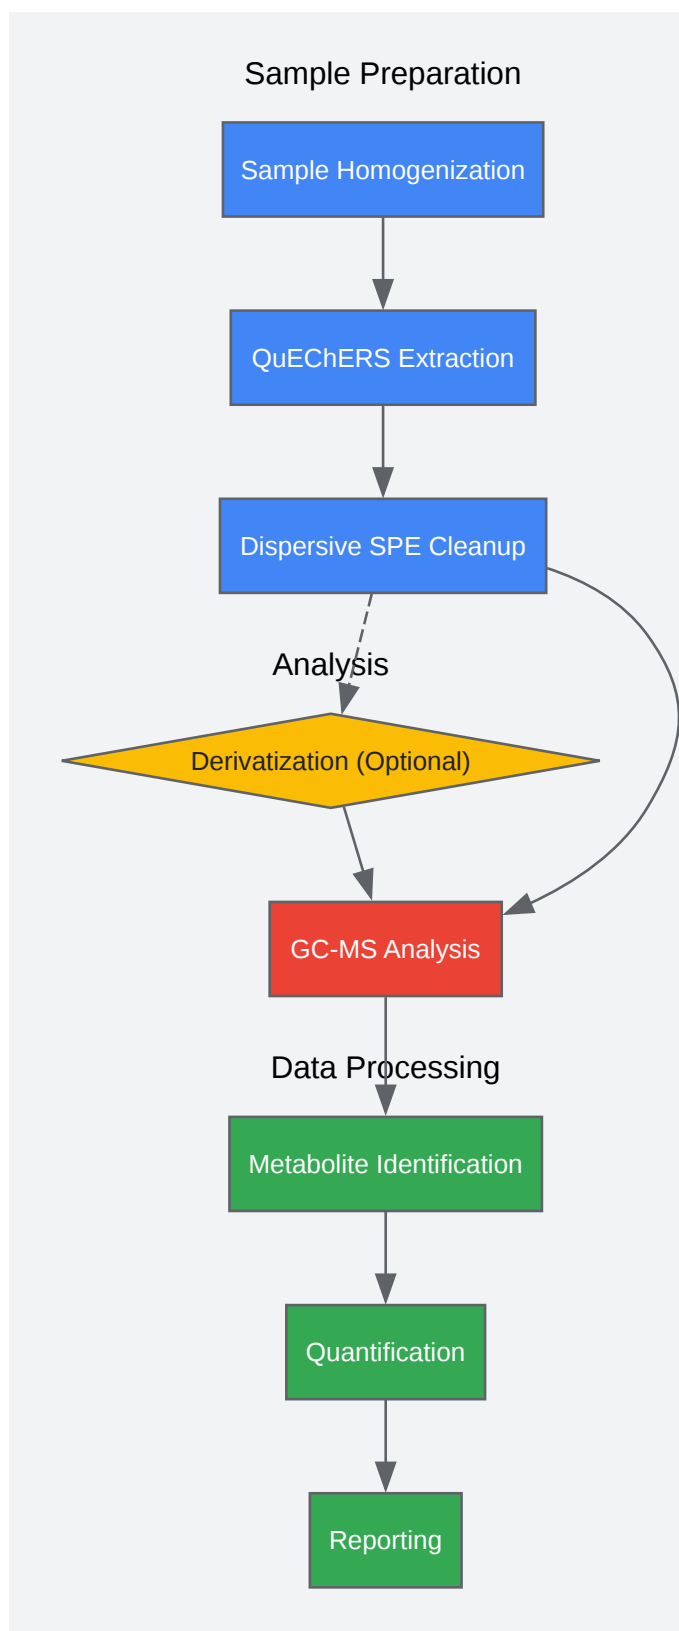 Sample Preparation
Sample Homogenization
QuEChERS Extraction
Dispersive SPE Cleanup
Analysis
Derivatization (Optional)
GC-MS Analysis
Data Processing
Metabolite Identification
Quantification
Reporting